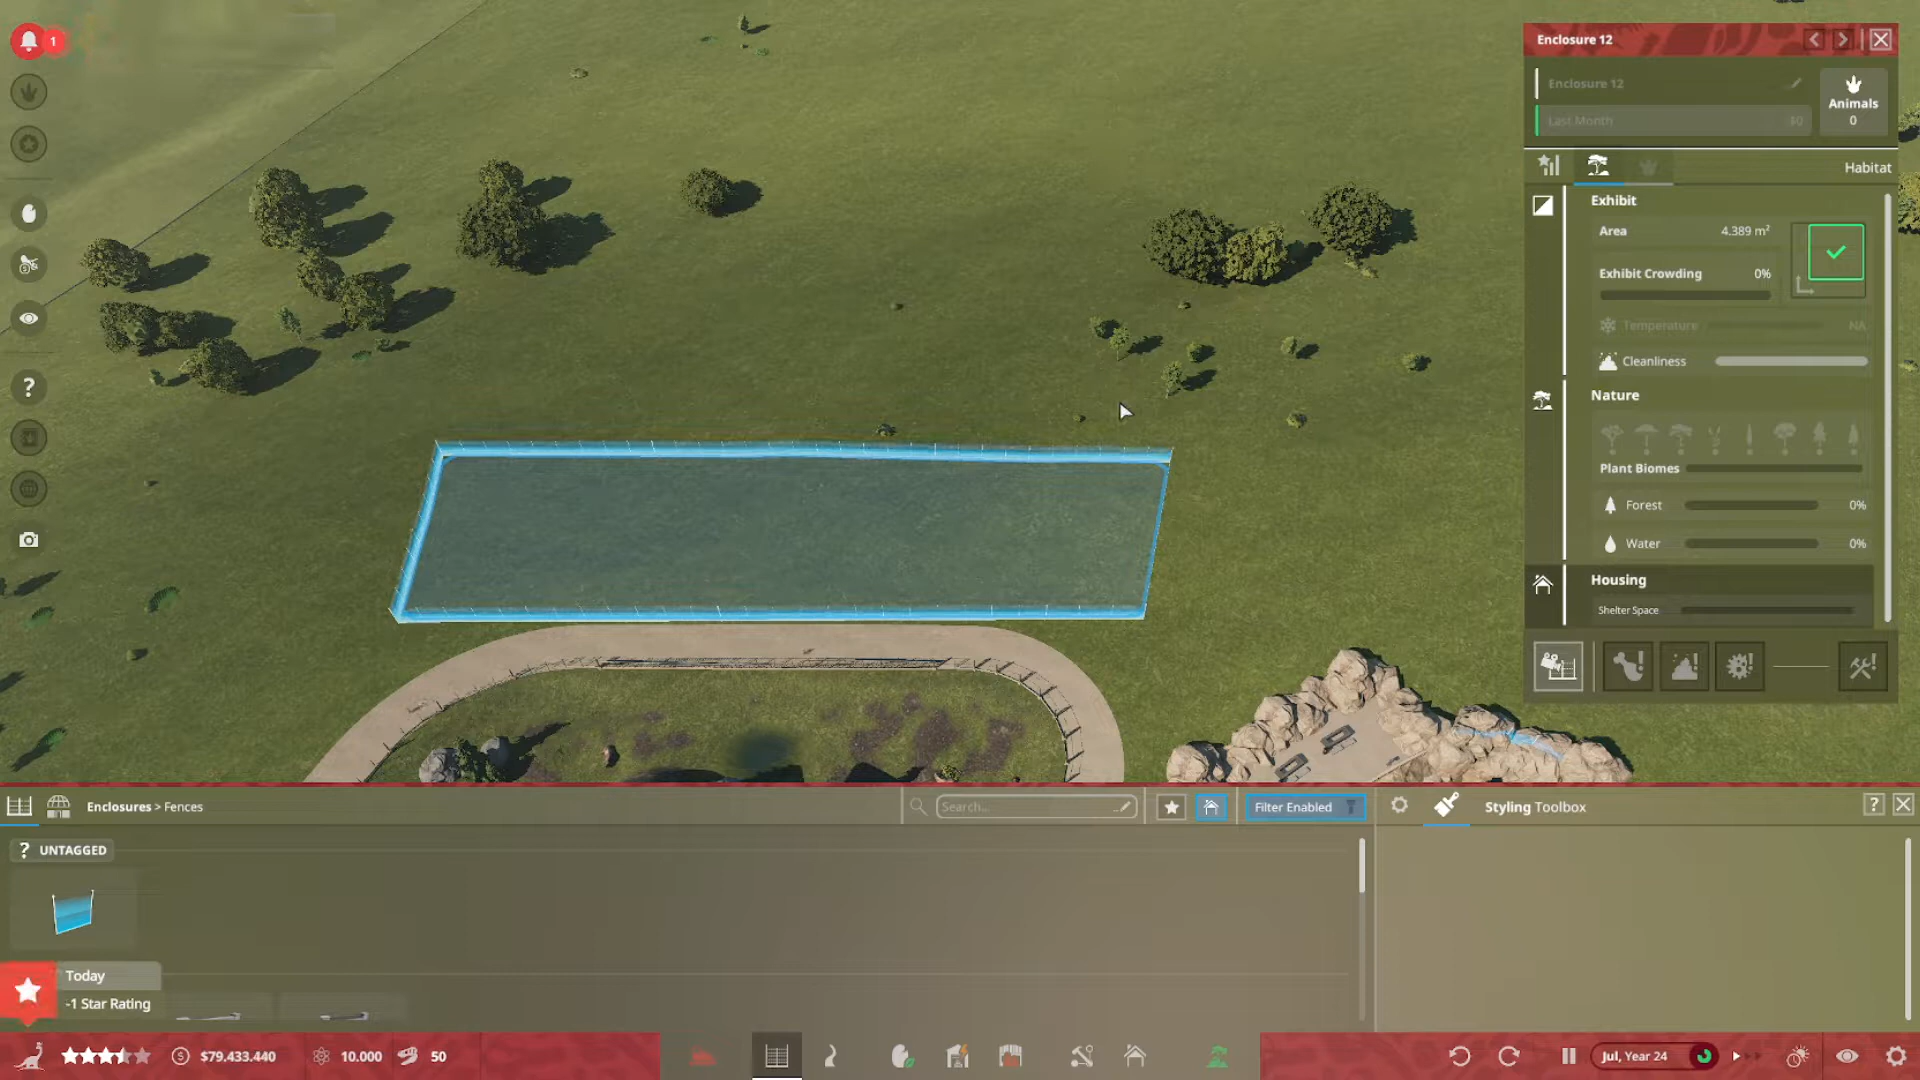 1
Enclosure 12
Enclosure 12
Last Month $0
Animals
0
Habitat
Exhibit
Area 4.389 m²
Exhibit Crowding 0%
Temperature NA
Cleanliness
Nature
Plant Biomes
Forest 0%
Water 0%
Housing
Shelter Space
Enclosures > Fences
Search...
Filter Enabled
Styling Toolbox
?
? UNTAGGED
Today
-1 Star Rating
$79.433.440
10.000
50
Jul, Year 24